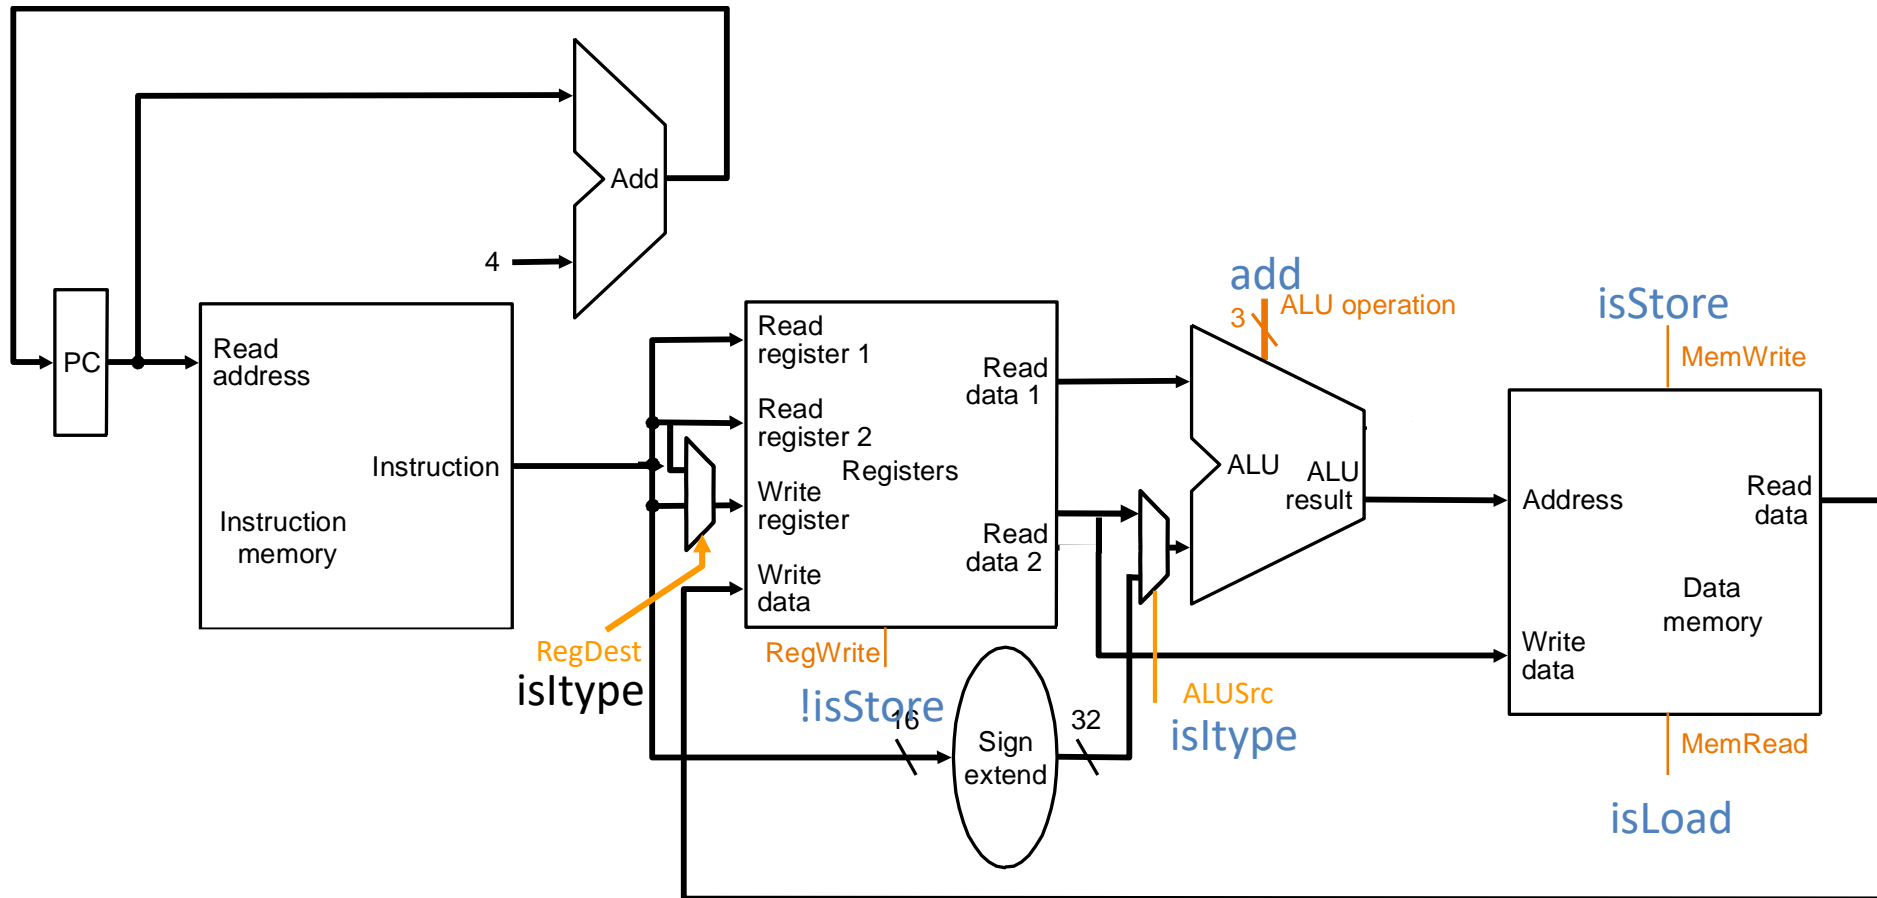 Add
4
add
3
ALU operation
isStore
MemWrite
PC
Read
address
Instruction
Instruction
memory
Read
register 1
Read
register 2
Registers
Write
register
Write
data
Read
data 1
Read
data 2
ALU
ALU
result
Address
Read
data
Data
memory
Write
data
RegDest
isItype
RegWrite
!isStore
16
Sign
extend
32
ALUSrc
isItype
MemRead
isLoad